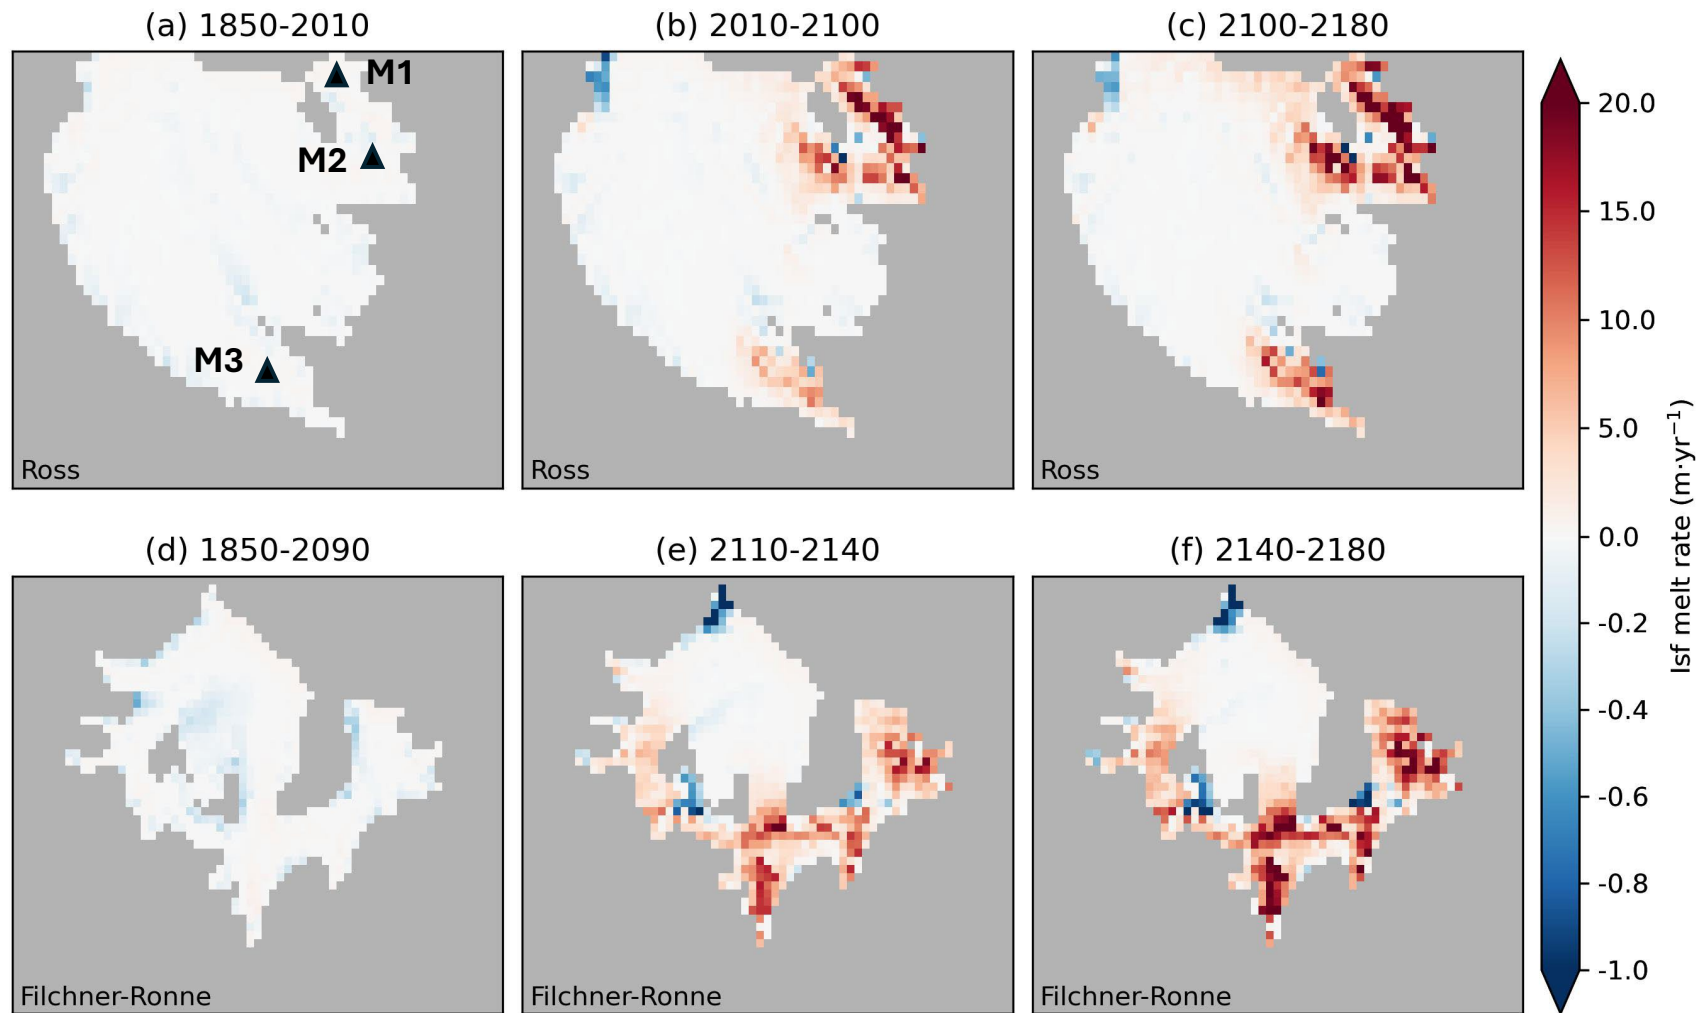 (a) 1850-2010
(b) 2010-2100
(c) 2100-2180
M1
M2
M3
Ross
Ross
Ross
(d) 1850-2090
(e) 2110-2140
(f) 2140-2180
Filchner-Ronne
Filchner-Ronne
Filchner-Ronne
20.0
15.0
10.0
5.0
0.0
-0.2
-0.4
-0.6
-0.8
-1.0
Isf melt rate (m·yr⁻¹)